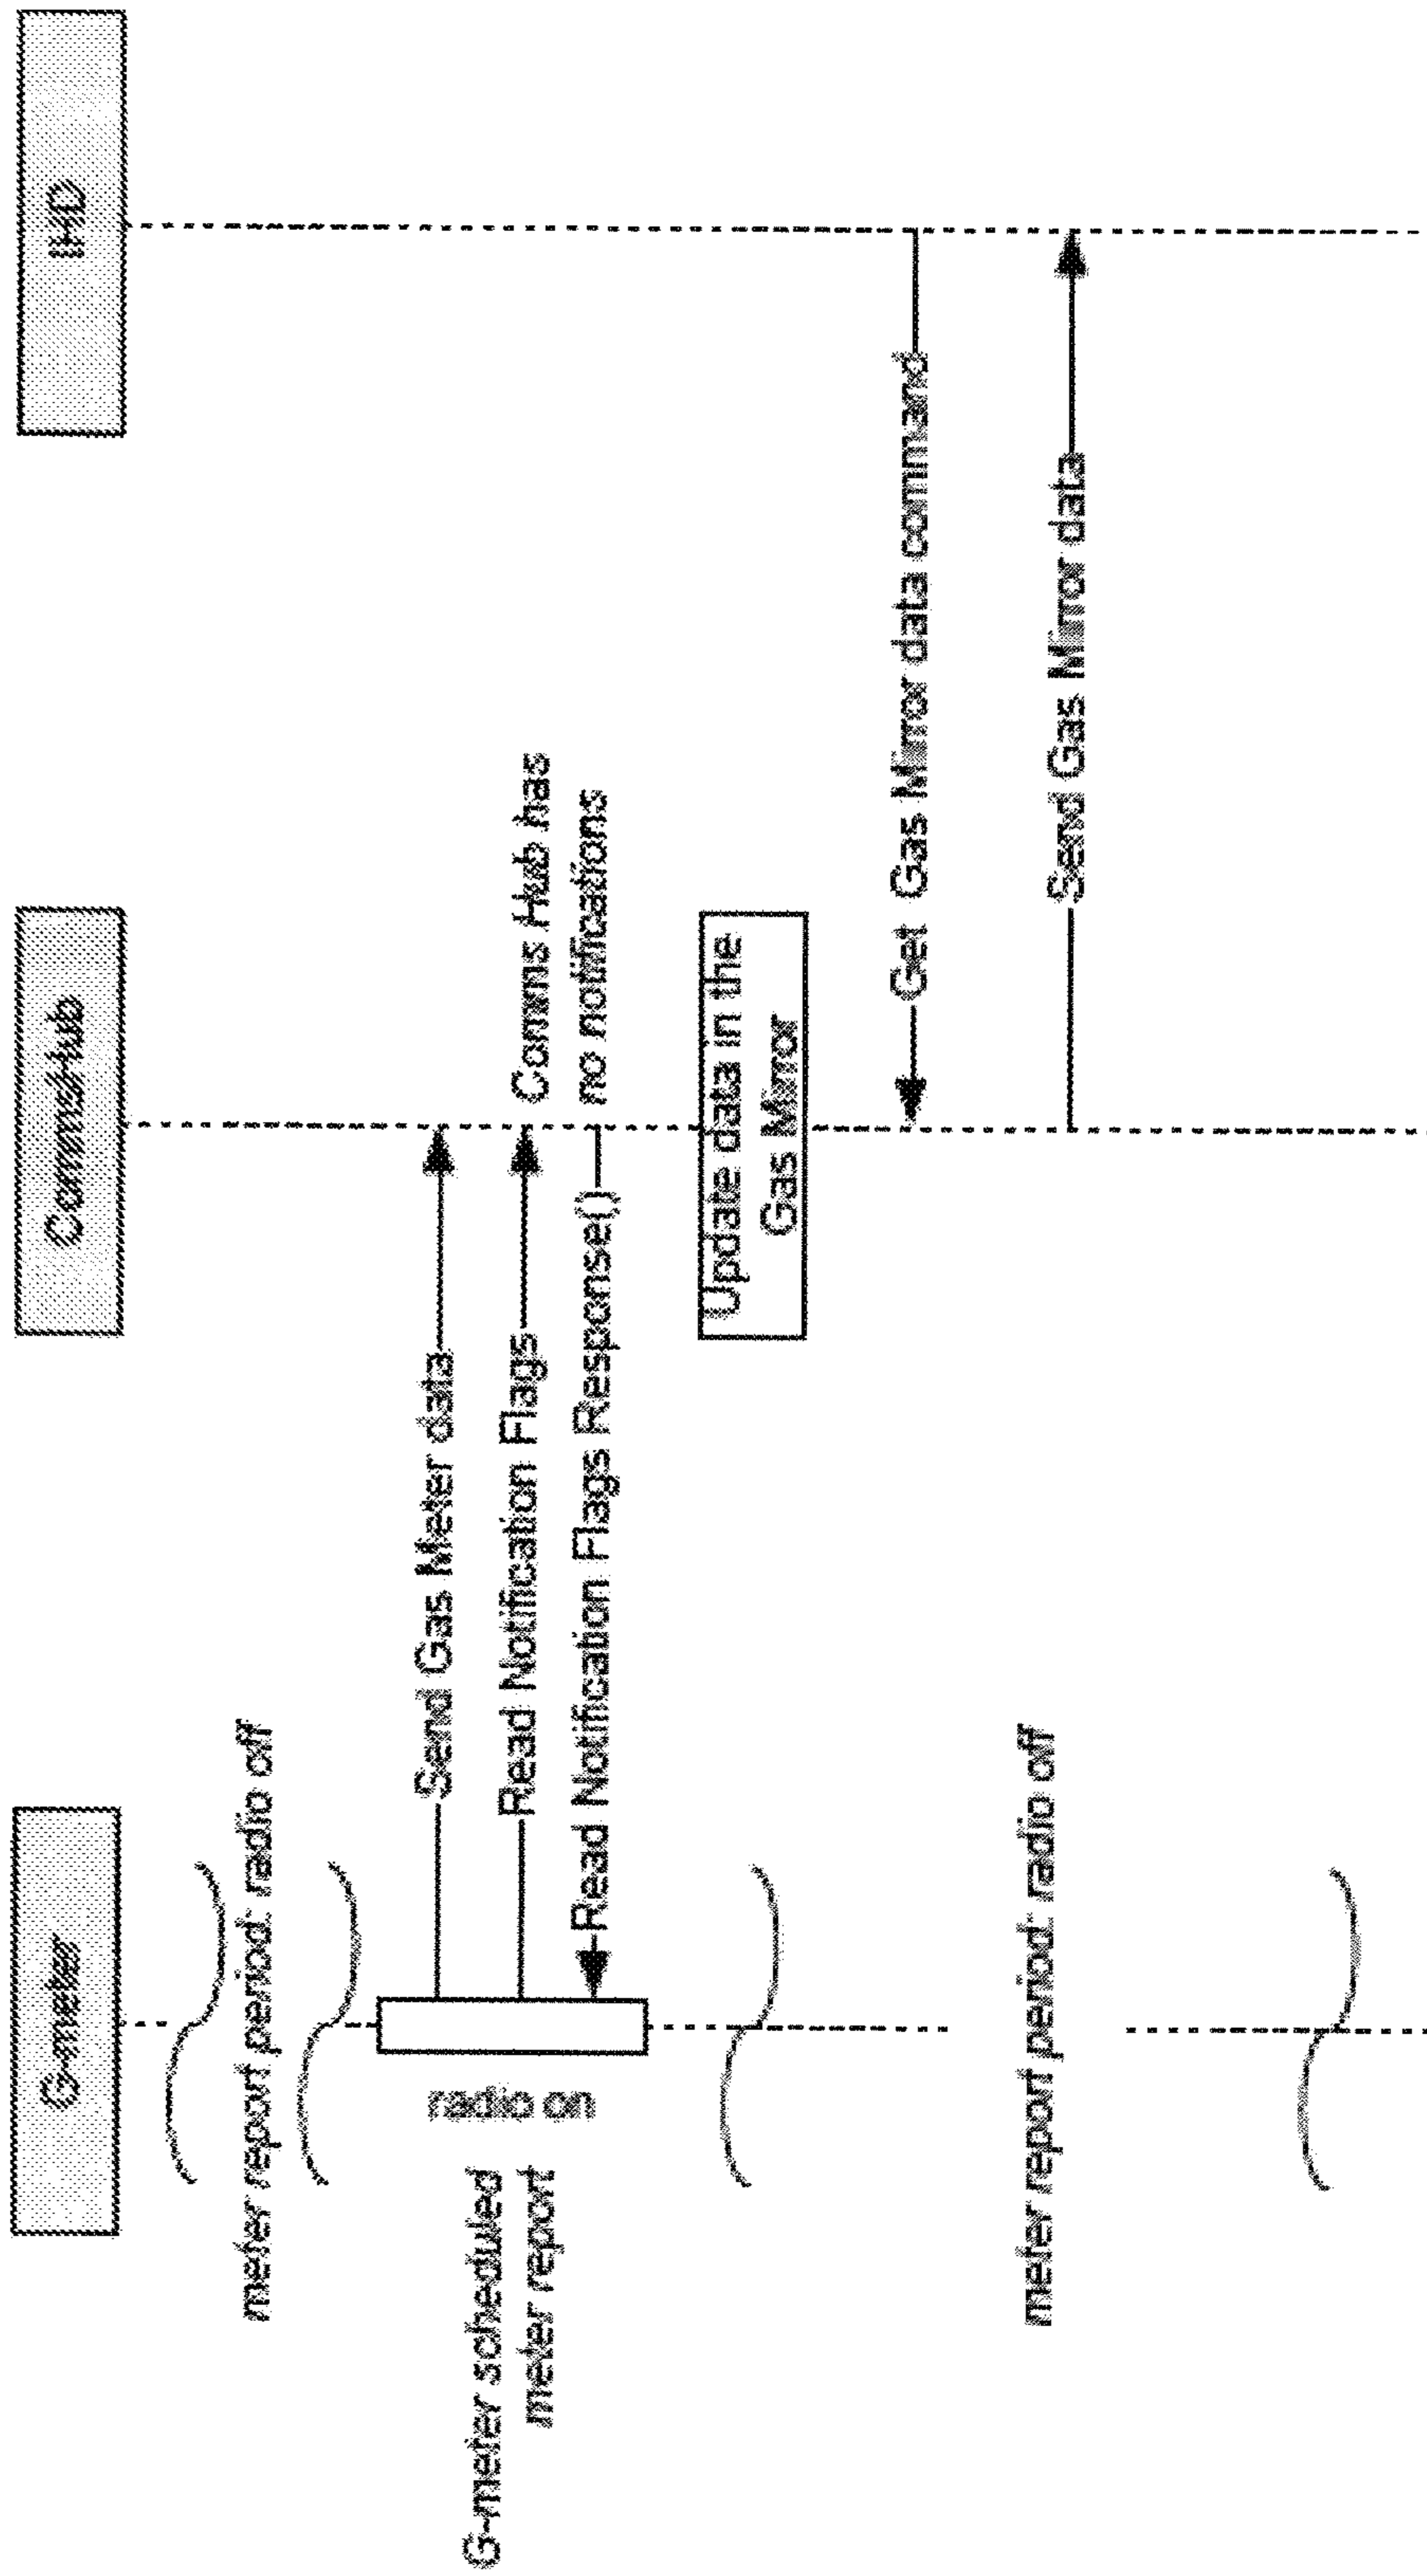 G-meter
Comms Hub
IHD
meter report period: radio off
G-meter scheduled
meter report
radio on
Send Gas Meter data
Read Notification Flags
Comms Hub has
no notifications
Read Notification Flags Response()
Update data in the
Gas Mirror
Get Gas Mirror data command
meter report period: radio off
Send Gas Mirror data